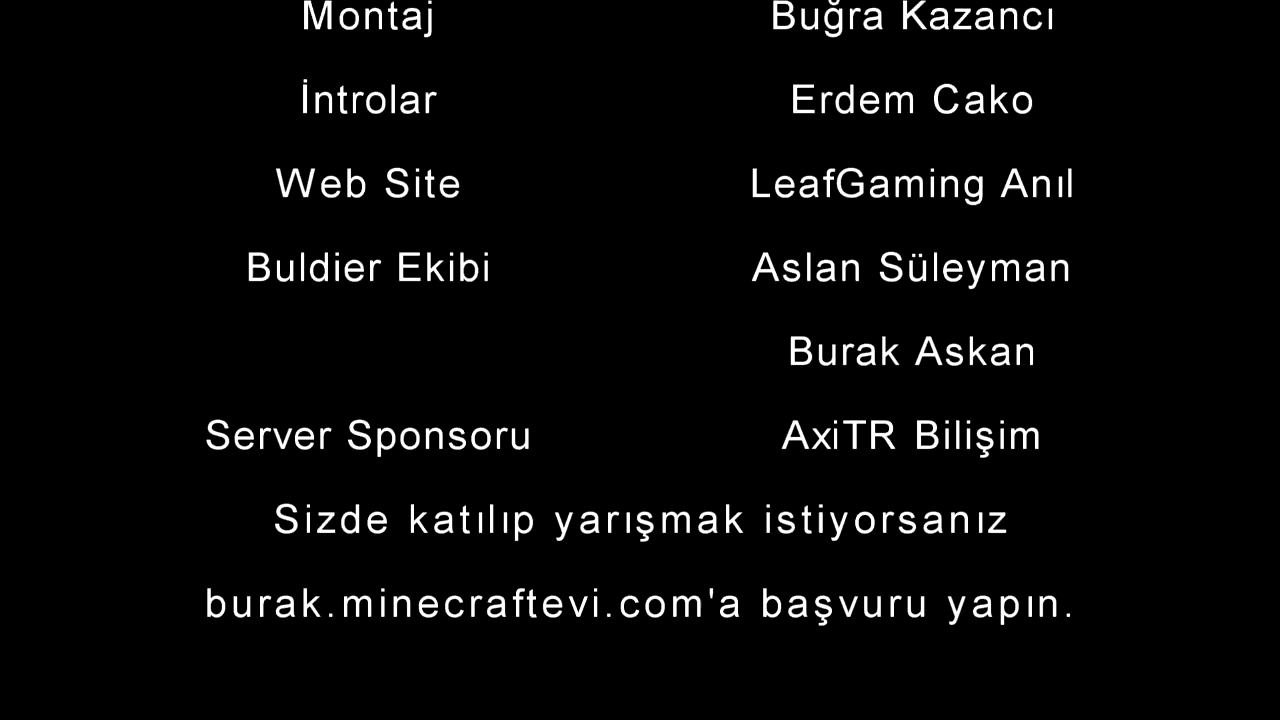 Montaj Buğra Kazancı
İntrolar Erdem Cako
Web Site LeafGaming Anıl
Buldier Ekibi Aslan Süleyman
Burak Askan
Server Sponsoru AxiTR Bilişim
Sizde katılıp yarışmak istiyorsanız
burak.minecraftevi.com'a başvuru yapın.